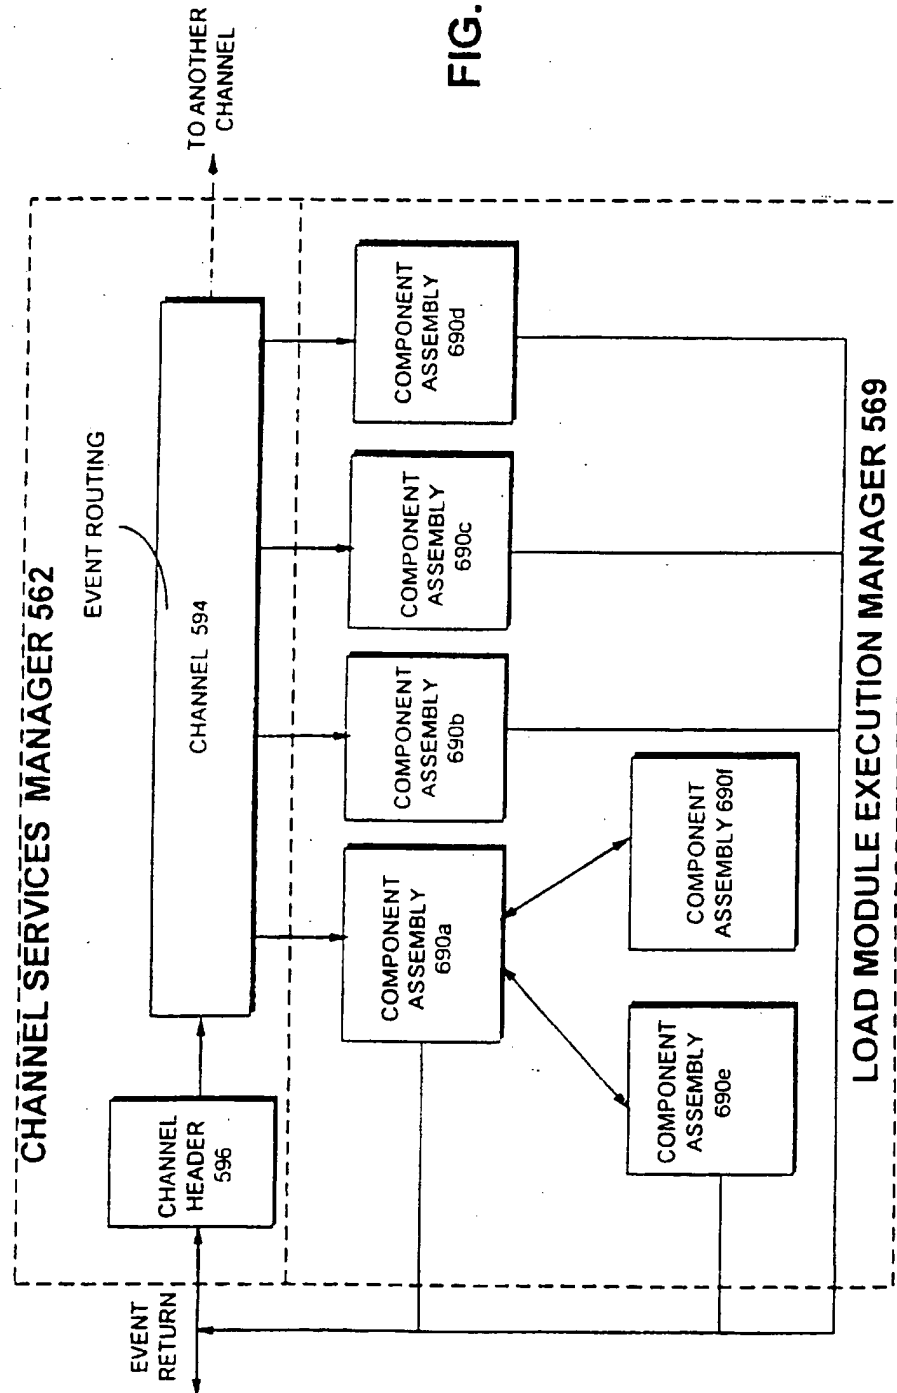 FIG.
CHANNEL SERVICES MANAGER 562
EVENT ROUTING
TO ANOTHER
CHANNEL
CHANNEL
HEADER
596
CHANNEL 594
EVENT
RETURN
COMPONENT
ASSEMBLY
690a
COMPONENT
ASSEMBLY
690b
COMPONENT
ASSEMBLY
690c
COMPONENT
ASSEMBLY
690d
COMPONENT
ASSEMBLY
690e
COMPONENT
ASSEMBLY 690f
LOAD MODULE EXECUTION MANAGER 569